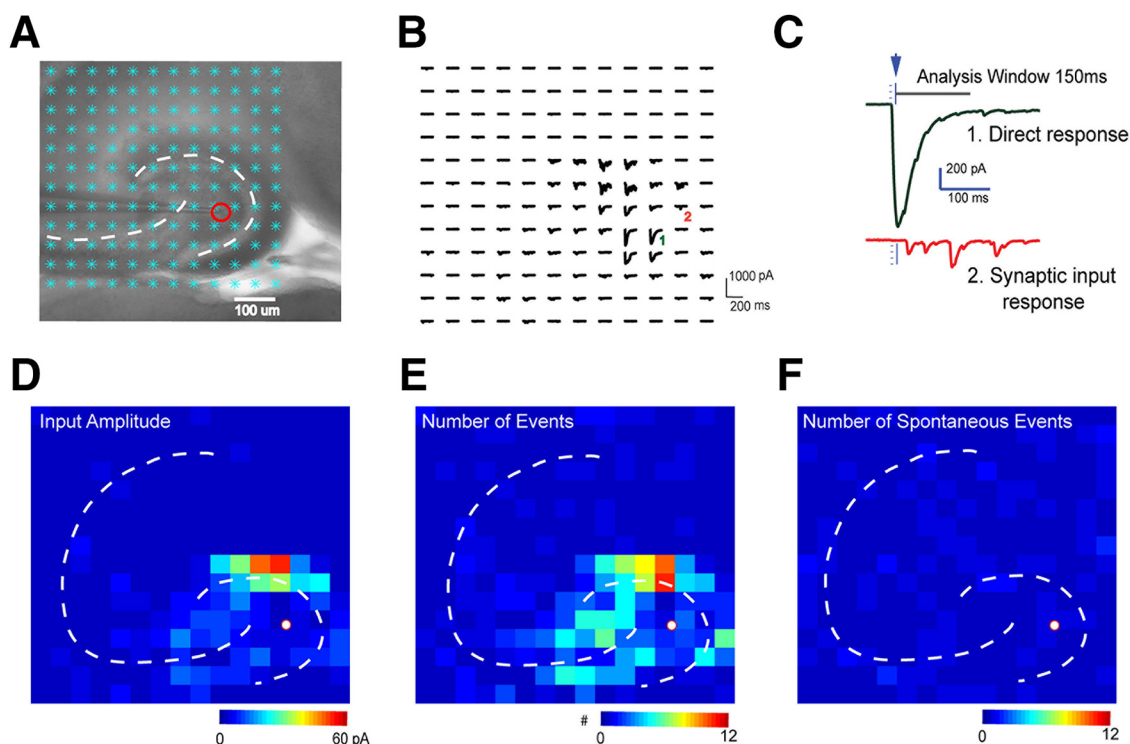 A
100 um
B
2
1
1000 pA
200 ms
C
Analysis Window 150ms
1. Direct response
200 pA
100 ms
2. Synaptic input
response
D
Input Amplitude
0
60 pA
E
Number of Events
#
0
12
F
Number of Spontaneous Events
0
12